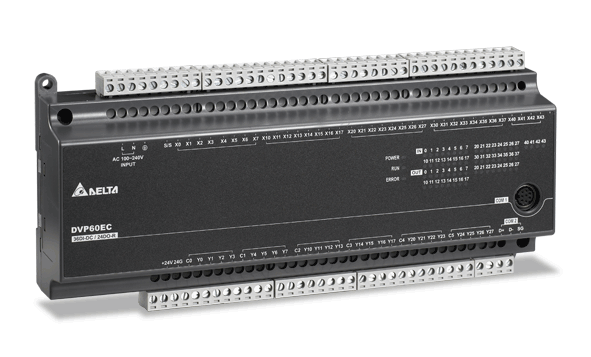 L N S/S X0 X1 X2 X3 X4 X5 X6 X7 X10 X11 X12 X13 X14 X15 X16 X17 X20 X21 X22 X23 X24 X25 X26 X27 X30 X31 X32 X33 X34 X35 X36 X37 X40 X41 X42 X43
AC 100~240V
INPUT
IN 0 1 2 3 4 5 6 7 20 21 22 23 24 25 26 27 40 41 42 43
POWER 10 11 12 13 14 15 16 17 30 31 32 33 34 35 36 37
RUN
OUT 0 1 2 3 4 5 6 7 20 21 22 23 24 25 26 27
ERROR 10 11 12 13 14 15 16 17
DELTA
COM 1
DVP60EC
36DI-DC / 24DO-R
COM 2
+24V 24G C0 Y0 Y1 Y2 Y3 C1 Y4 Y5 Y6 Y7 C2 Y10 Y11 Y12 Y13 C3 Y14 Y15 Y16 Y17 C4 Y20 Y21 Y22 Y23 C5 Y24 Y25 Y26 Y27 D+ D- SG